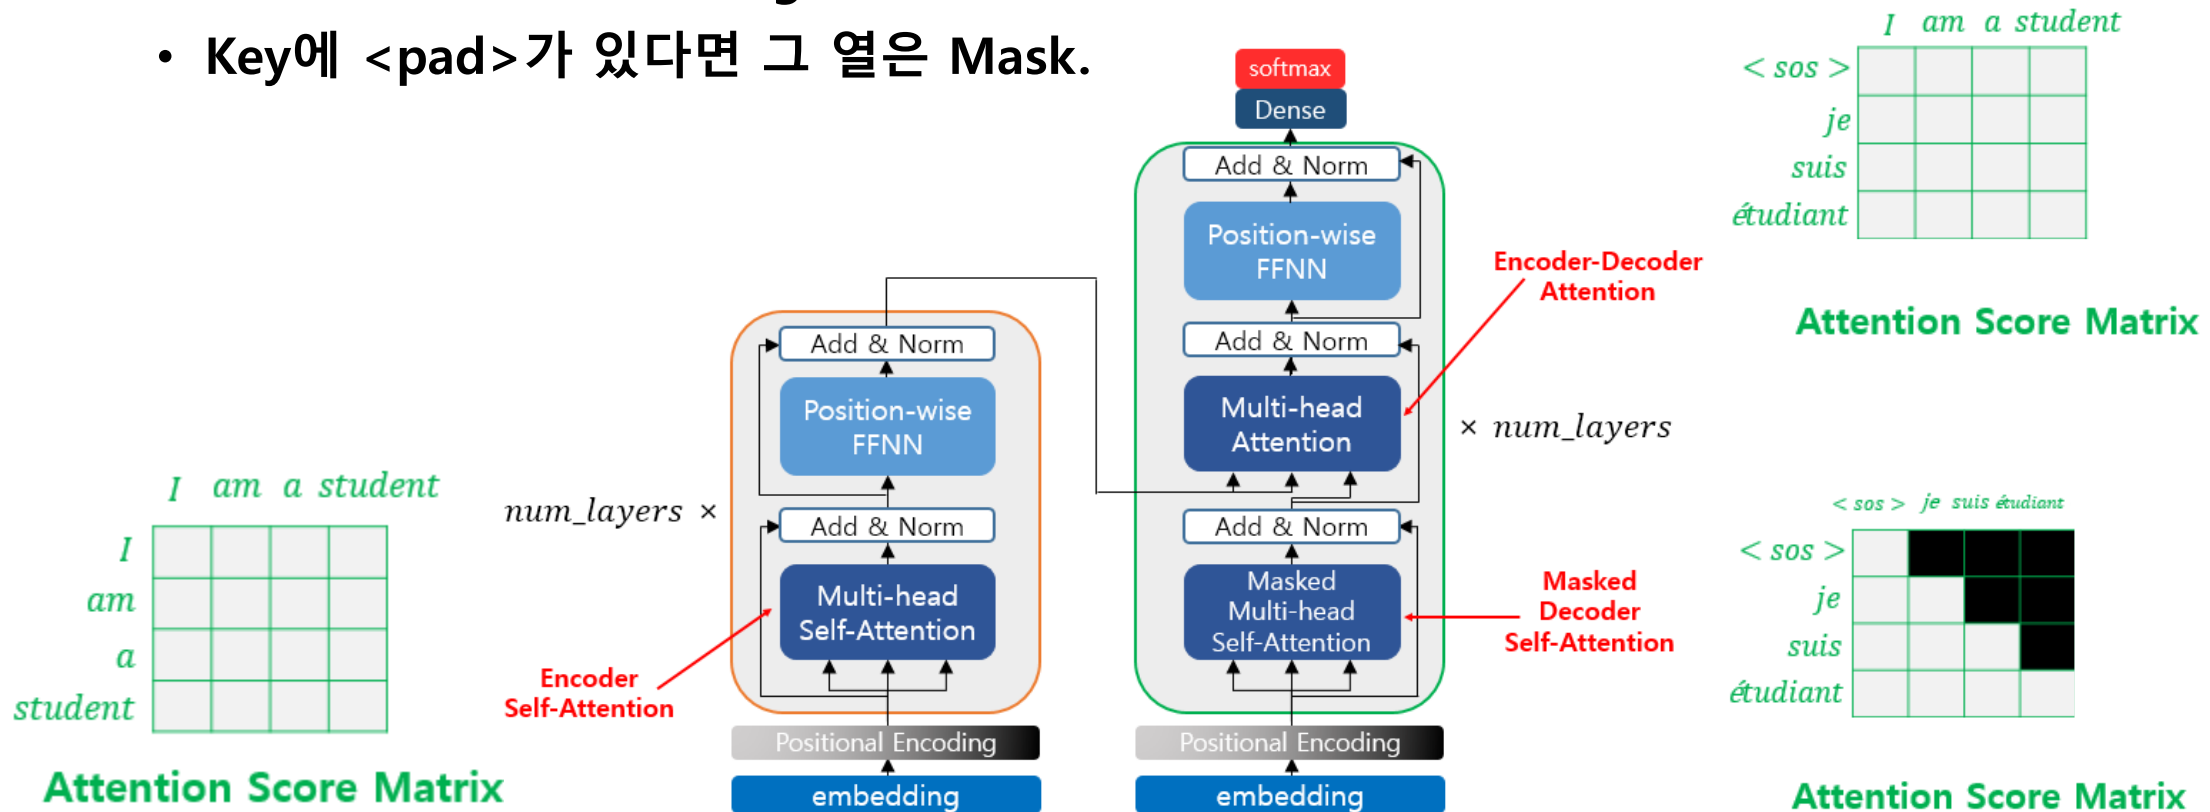 • Key에 <pad>가 있다면 그 열은 Mask.
I am a student
< sos >
je
suis
étudiant
Attention Score Matrix
softmax
Dense
Add & Norm
Position-wise
FFNN
Add & Norm
Multi-head
Attention
Add & Norm
Masked
Multi-head
Self-Attention
Positional Encoding
embedding
× num_layers
Encoder-Decoder
Attention
Masked
Decoder
Self-Attention
Add & Norm
Position-wise
FFNN
Add & Norm
Multi-head
Self-Attention
Positional Encoding
embedding
num_layers ×
Encoder
Self-Attention
I am a student
I
am
a
student
Attention Score Matrix
< sos > je suis étudiant
< sos >
je
suis
étudiant
Attention Score Matrix